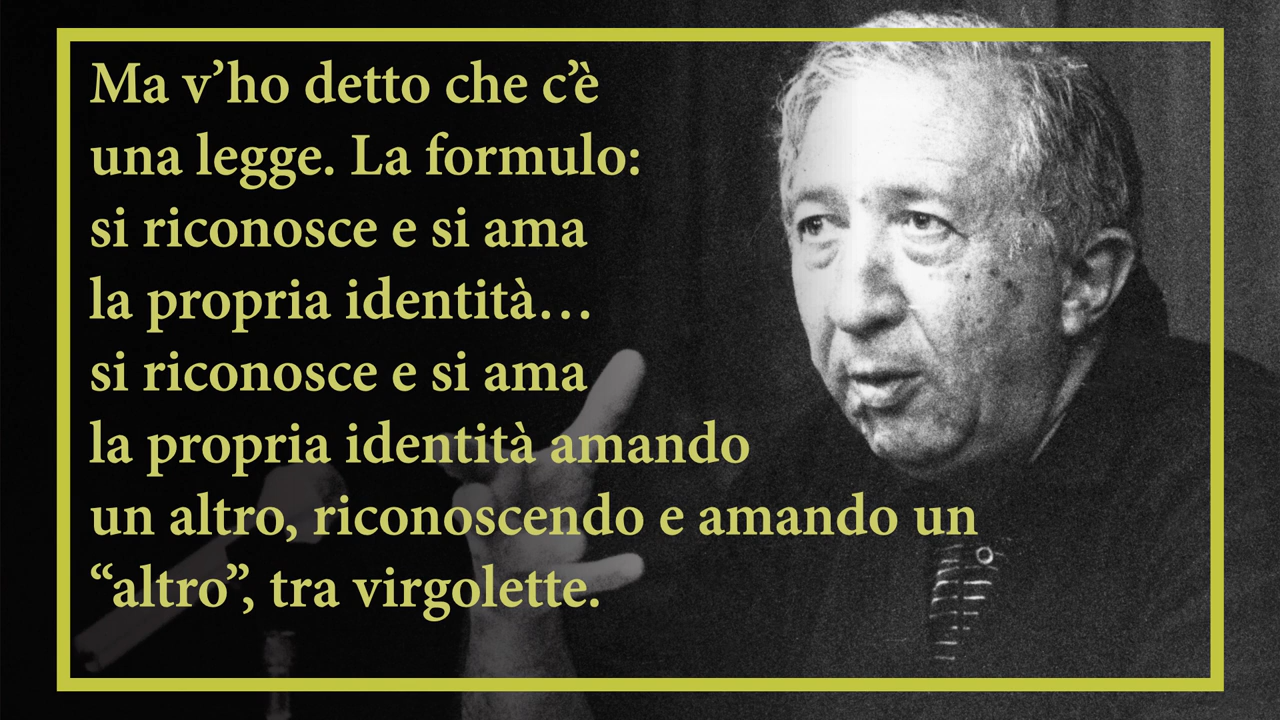 Ma v’ho detto che c’è
una legge. La formulo:
si riconosce e si ama
la propria identità…
si riconosce e si ama
la propria identità amando
un altro, riconoscendo e amando un
“altro”, tra virgolette.